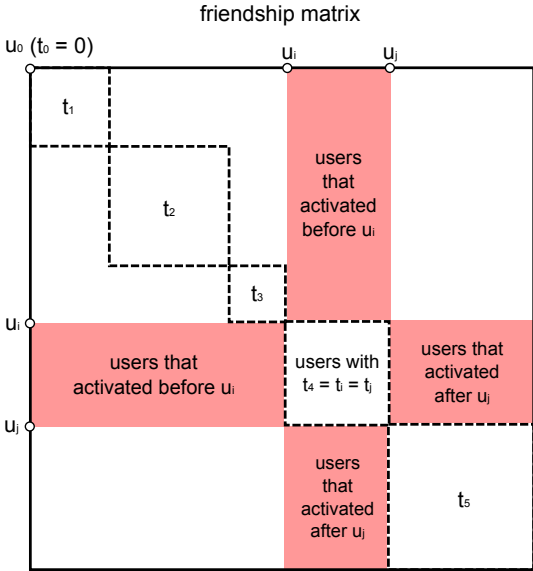 friendship matrix
u₀ (t₀ = 0)
uᵢ
uⱼ
t₁
users
that
activated
before uᵢ
t₂
t₃
uᵢ
users that
activated before uᵢ
users with
t₄ = tᵢ = tⱼ
users that
activated
after uⱼ
uⱼ
users
that
activated
after uⱼ
t₅